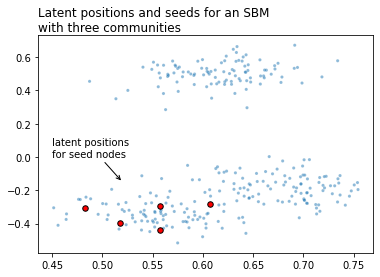 Latent positions and seeds for an SBM
with three communities
0.6
0.4
0.2
0.0
−0.2
−0.4
latent positions
for seed nodes
0.45 0.50 0.55 0.60 0.65 0.70 0.75